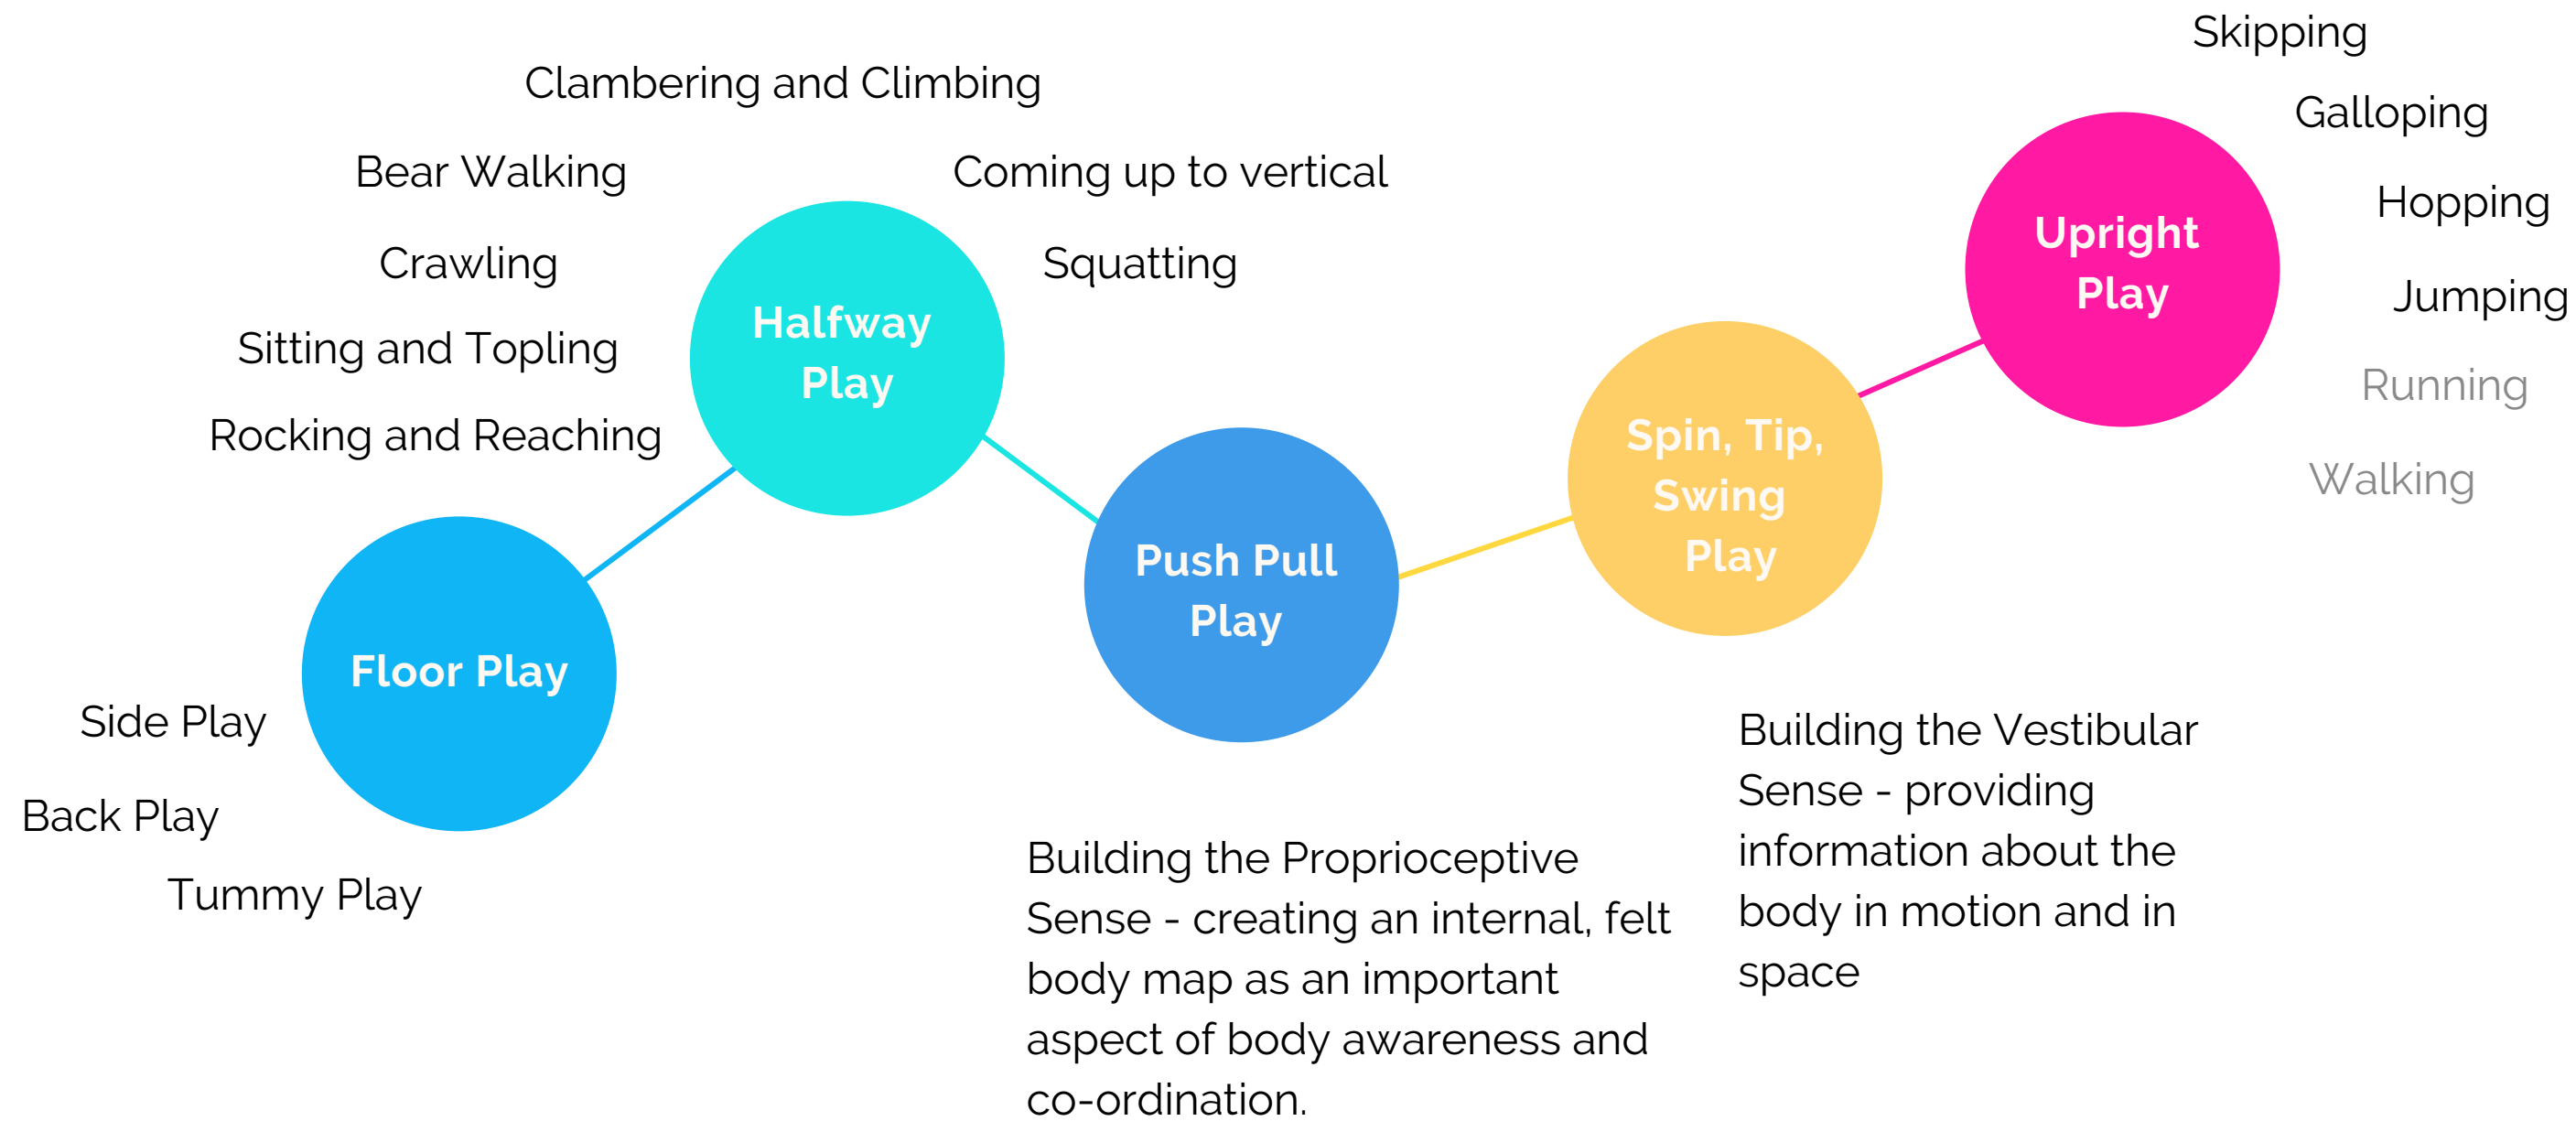 Floor Play
Side Play
Back Play
Tummy Play
Halfway
Play
Clambering and Climbing
Bear Walking
Coming up to vertical
Crawling
Squatting
Sitting and Topling
Rocking and Reaching
Push Pull
Play
Building the Proprioceptive
Sense - creating an internal, felt
body map as an important
aspect of body awareness and
co-ordination.
Spin, Tip,
Swing
Play
Building the Vestibular
Sense - providing
information about the
body in motion and in
space
Upright
Play
Skipping
Galloping
Hopping
Jumping
Running
Walking